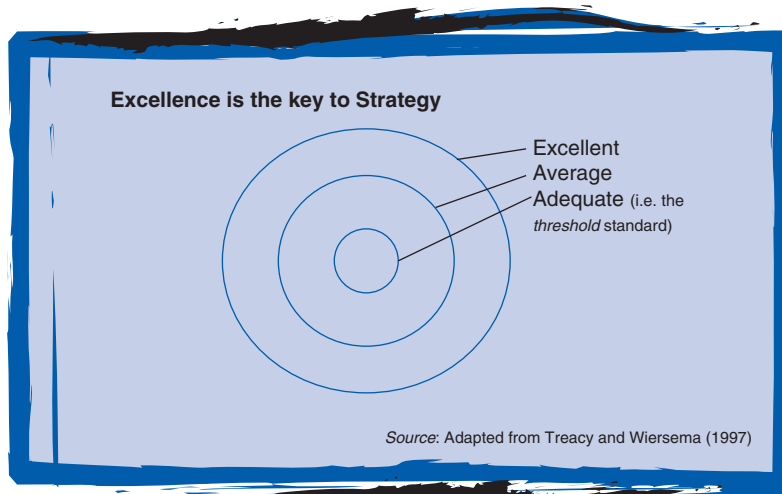 Excellence is the key to Strategy
Excellent
Average
Adequate (i.e. the
threshold standard)
Source: Adapted from Treacy and Wiersema (1997)